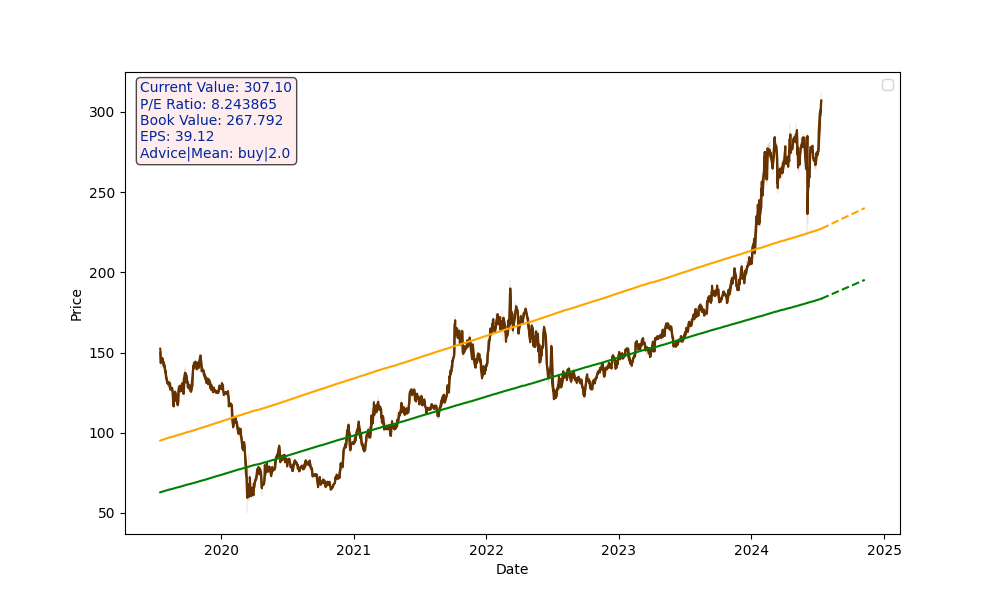 Current Value: 307.10
P/E Ratio: 8.243865
Book Value: 267.792
EPS: 39.12
Advice|Mean: buy|2.0
300
250
200
150
100
50
Price
2020 2021 2022 2023 2024 2025
Date